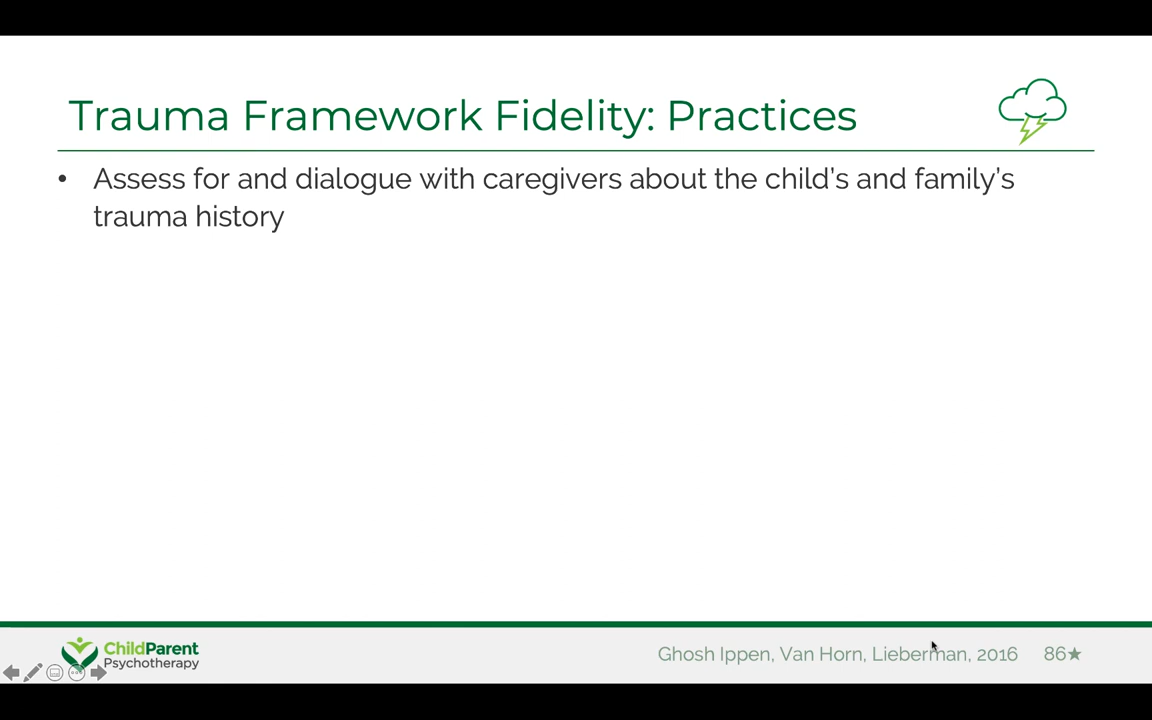 Trauma Framework Fidelity: Practices
• Assess for and dialogue with caregivers about the child’s and family’s
trauma history
ChildParent
Psychotherapy
Ghosh Ippen, Van Horn, Lieberman, 2016 86★